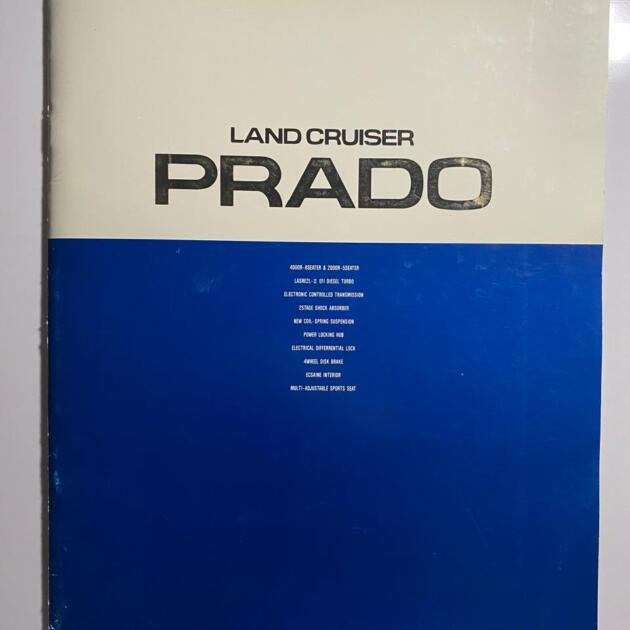 LAND CRUISER
PRADO
4DOOR-8SEATER & 2DOOR-5SEATER
LASRE2L-II EFI DIESEL TURBO
ELECTRONIC CONTROLLED TRANSMISSION
2STAGE SHOCK ABSORBER
NEW COIL-SPRING SUSPENSION
POWER LOCKING HUB
ELECTRICAL DIFFERENTIAL LOCK
4WHEEL DISK BRAKE
ECSAINE INTERIOR
MULTI-ADJUSTABLE SPORTS SEAT